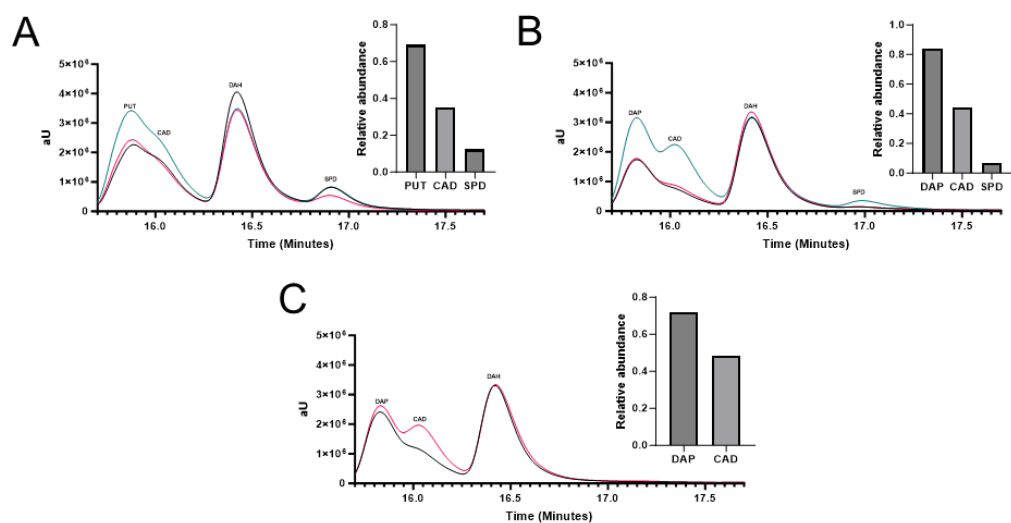 A
5×10⁶
4×10⁶
3×10⁶
2×10⁶
1×10⁶
0
aU
PUT
CAD
DAH
SPD
16.0 16.5 17.0 17.5
Time (Minutes)
Relative abundance
0.8
0.6
0.4
0.2
0.0
PUT CAD SPD
B
5×10⁶
4×10⁶
3×10⁶
2×10⁶
1×10⁶
0
aU
DAP
CAD
DAH
SPD
16.0 16.5 17.0 17.5
Time (Minutes)
Relative abundance
1.0
0.8
0.6
0.4
0.2
0.0
DAP CAD SPD
C
5×10⁶
4×10⁶
3×10⁶
2×10⁶
1×10⁶
0
aU
DAP
CAD
DAH
16.0 16.5 17.0 17.5
Time (Minutes)
Relative abundance
0.8
0.6
0.4
0.2
0.0
DAP CAD